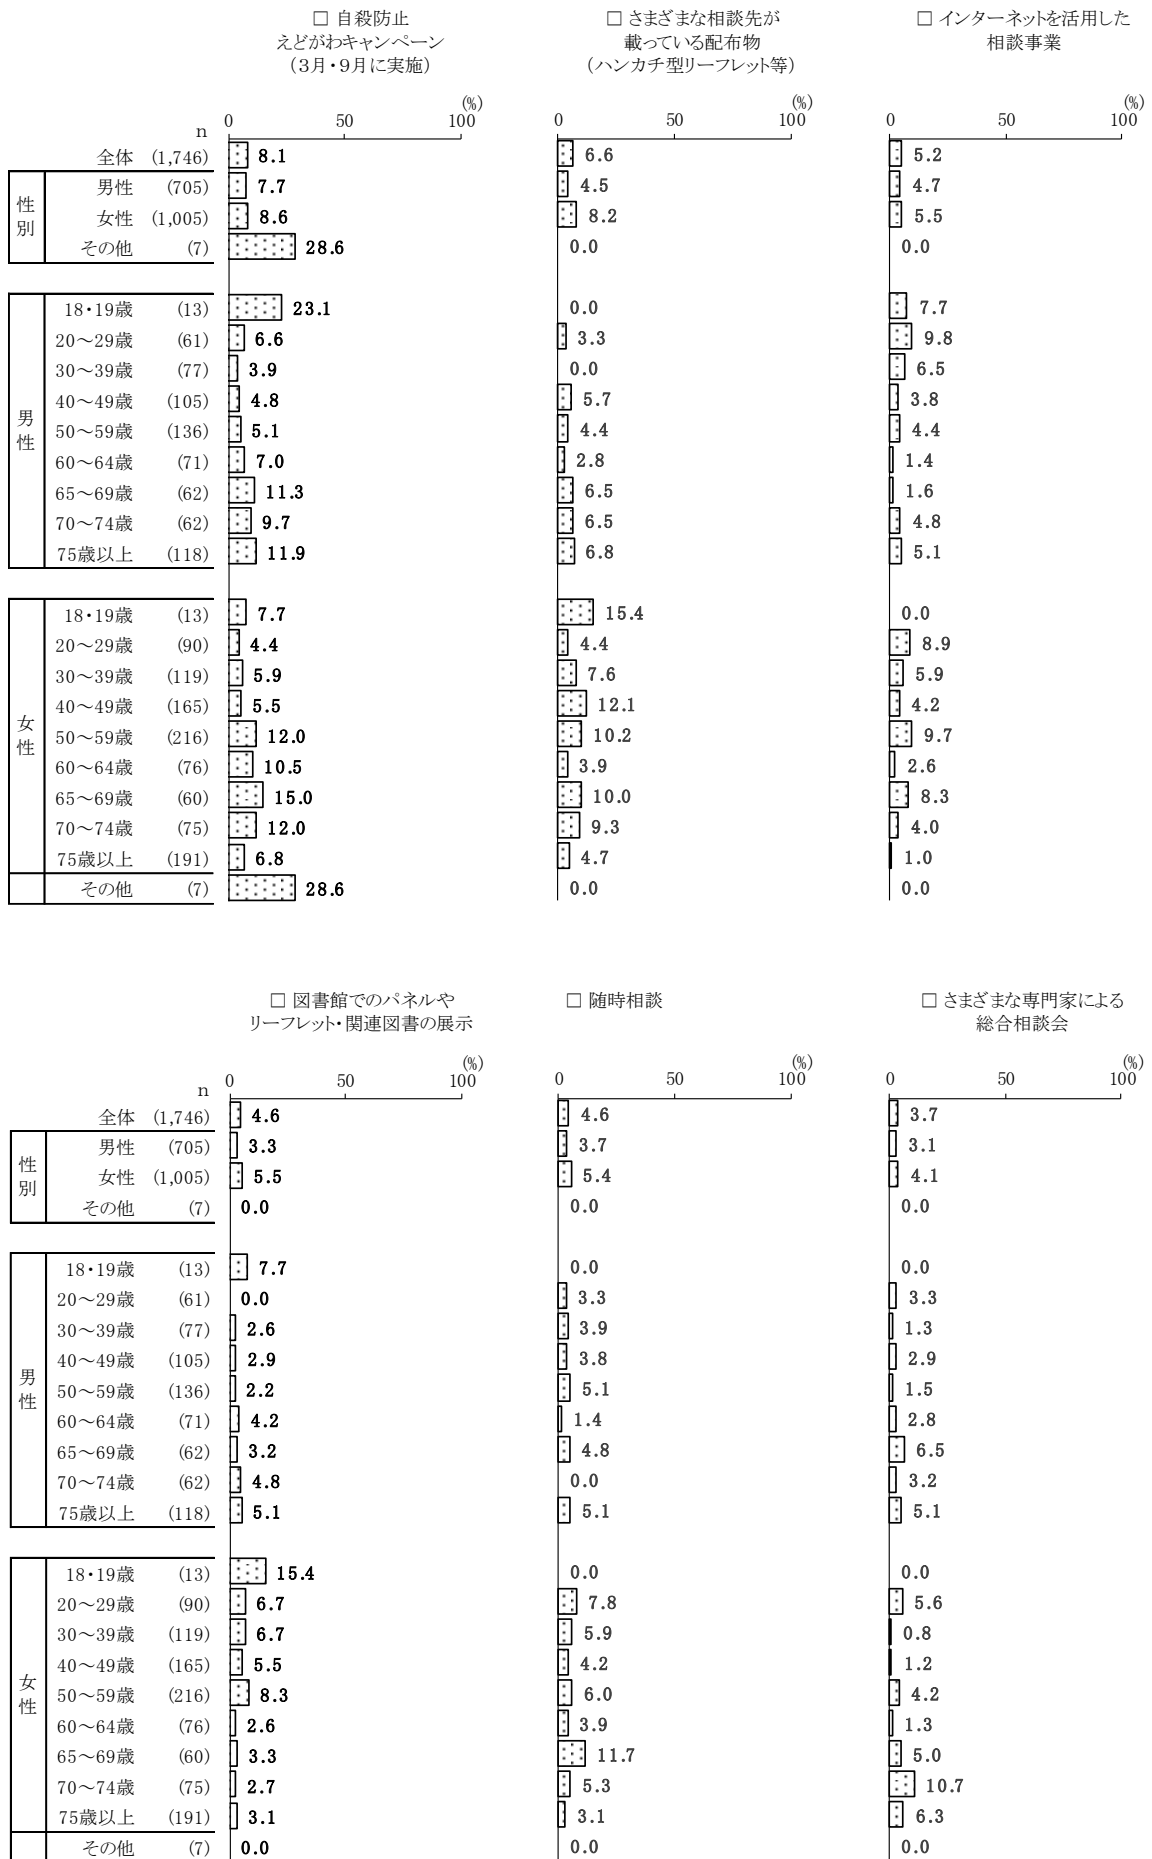 □ 自殺防止
えどがわキャンペーン
（3月・9月に実施）
□ さまざまな相談先が
載っている配布物
（ハンカチ型リーフレット等）
□ インターネットを活用した
相談事業
(%) (%) (%)
n 0 50 100 0 50 100 0 50 100
全体 (1,746) 8.1 6.6 5.2
性別
男性 (705) 7.7 4.5 4.7
女性 (1,005) 8.6 8.2 5.5
その他 (7) 28.6 0.0 0.0
男性
18・19歳 (13) 23.1 0.0 7.7
20～29歳 (61) 6.6 3.3 9.8
30～39歳 (77) 3.9 0.0 6.5
40～49歳 (105) 4.8 5.7 3.8
50～59歳 (136) 5.1 4.4 4.4
60～64歳 (71) 7.0 2.8 1.4
65～69歳 (62) 11.3 6.5 1.6
70～74歳 (62) 9.7 6.5 4.8
75歳以上 (118) 11.9 6.8 5.1
女性
18・19歳 (13) 7.7 15.4 0.0
20～29歳 (90) 4.4 4.4 8.9
30～39歳 (119) 5.9 7.6 5.9
40～49歳 (165) 5.5 12.1 4.2
50～59歳 (216) 12.0 10.2 9.7
60～64歳 (76) 10.5 3.9 2.6
65～69歳 (60) 15.0 10.0 8.3
70～74歳 (75) 12.0 9.3 4.0
75歳以上 (191) 6.8 4.7 1.0
その他 (7) 28.6 0.0 0.0
□ 図書館でのパネルや
リーフレット・関連図書の展示
□ 随時相談
□ さまざまな専門家による
総合相談会
(%) (%) (%)
n 0 50 100 0 50 100 0 50 100
全体 (1,746) 4.6 4.6 3.7
性別
男性 (705) 3.3 3.7 3.1
女性 (1,005) 5.5 5.4 4.1
その他 (7) 0.0 0.0 0.0
男性
18・19歳 (13) 7.7 0.0 0.0
20～29歳 (61) 0.0 3.3 3.3
30～39歳 (77) 2.6 3.9 1.3
40～49歳 (105) 2.9 3.8 2.9
50～59歳 (136) 2.2 5.1 1.5
60～64歳 (71) 4.2 1.4 2.8
65～69歳 (62) 3.2 4.8 6.5
70～74歳 (62) 4.8 0.0 3.2
75歳以上 (118) 5.1 5.1 5.1
女性
18・19歳 (13) 15.4 0.0 0.0
20～29歳 (90) 6.7 7.8 5.6
30～39歳 (119) 6.7 5.9 0.8
40～49歳 (165) 5.5 4.2 1.2
50～59歳 (216) 8.3 6.0 4.2
60～64歳 (76) 2.6 3.9 1.3
65～69歳 (60) 3.3 11.7 5.0
70～74歳 (75) 2.7 5.3 10.7
75歳以上 (191) 3.1 3.1 6.3
その他 (7) 0.0 0.0 0.0